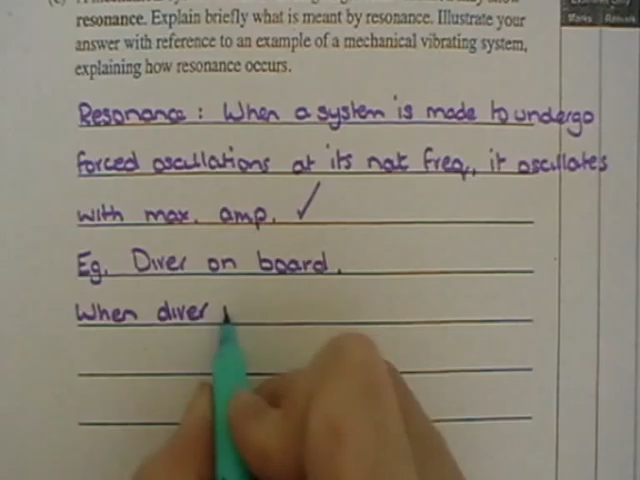 resonance. Explain briefly what is meant by resonance. Illustrate your
answer with reference to an example of a mechanical vibrating system,
explaining how resonance occurs.
Resonance : When a system is made to undergo
forced oscullations at its nat freq, it oscullates
with max. amp. ✓
Eg. Diver on board.
When diver